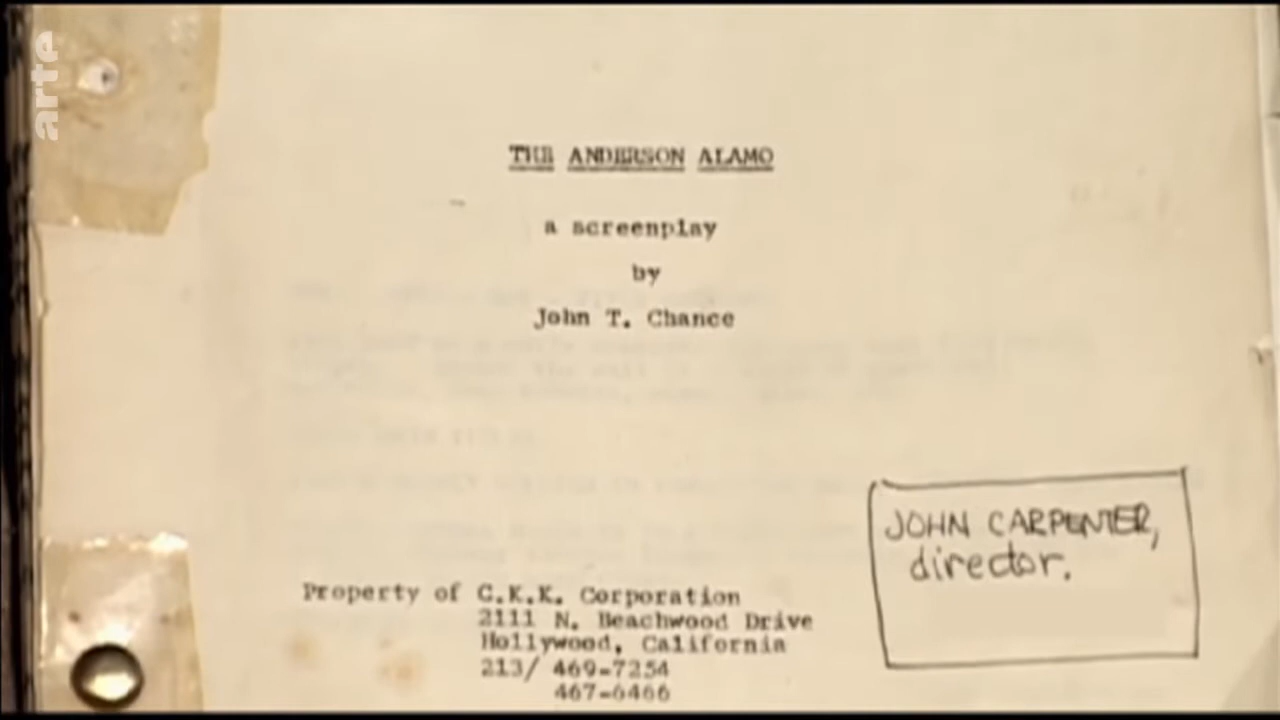 arte
THE ANDERSON ALAMO
a screenplay
by
John T. Chance
JOHN CARPENTER,
director.
Property of C.K.K. Corporation
2111 N. Beachwood Drive
Hollywood, California
213/ 469-7254
467-6466